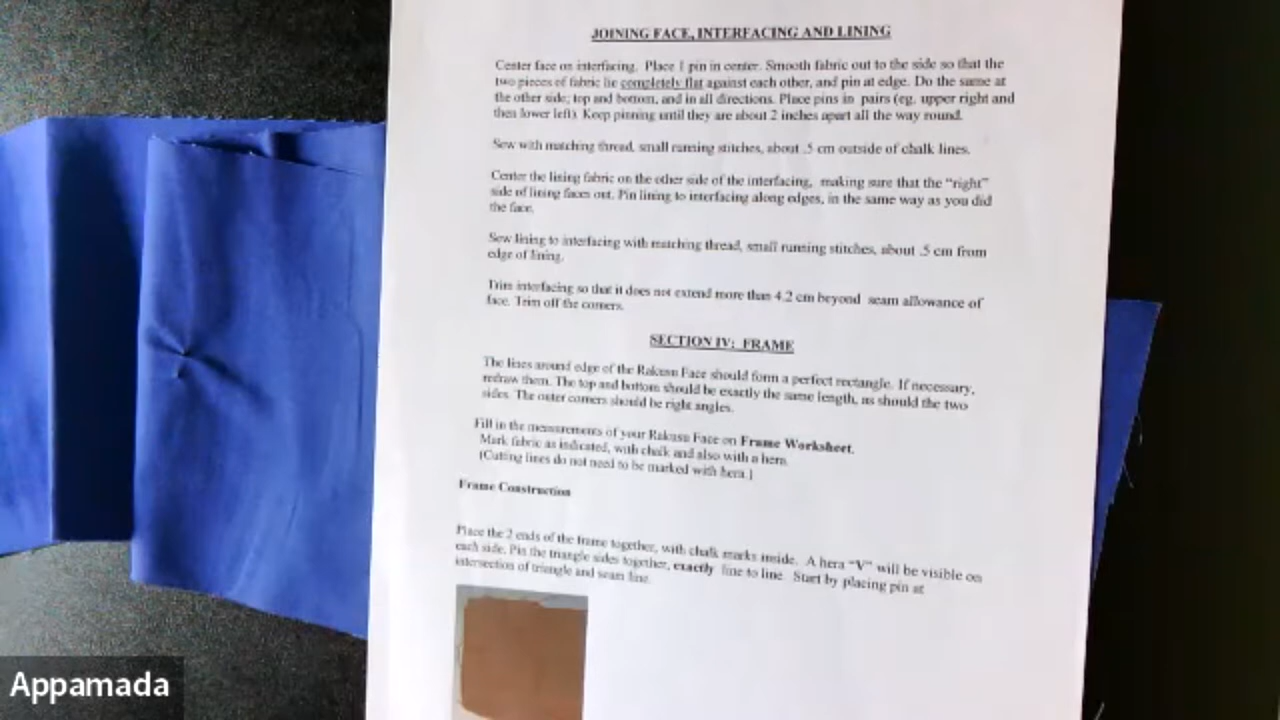 JOINING FACE, INTERFACING AND LINING
Center face on interfacing. Place 1 pin in center. Smooth fabric out to the side so that the
two pieces of fabric lie completely flat against each other, and pin at edge. Do the same at
the other side; top and bottom, and in all directions. Place pins in pairs (eg. upper right and
then lower left). Keep pinning until they are about 2 inches apart all the way round.
Sew with matching thread, small running stitches, about .5 cm outside of chalk lines.
Center the lining fabric on the other side of the interfacing, making sure that the "right"
side of lining faces out. Pin lining to interfacing along edges, in the same way as you did
the face.
Sew lining to interfacing with matching thread, small running stitches, about .5 cm from
edge of lining.
Trim interfacing so that it does not extend more than 4.2 cm beyond seam allowance of
face. Trim off the corners.
SECTION IV: FRAME
The lines around edge of the Rakusu Face should form a perfect rectangle. If necessary,
redraw them. The top and bottom should be exactly the same length, as should the two
sides. The outer corners should be right angles.
Fill in the measurements of your Rakusu Face on Frame Worksheet.
Mark fabric as indicated, with chalk and also with a hera.
(Cutting lines do not need to be marked with hera.)
Frame Construction
Place the 2 ends of the frame together, with chalk marks inside. A hera "V" will be visible on
each side. Pin the triangle sides together, exactly line to line. Start by placing pin at
intersection of triangle and seam line.
Appamada